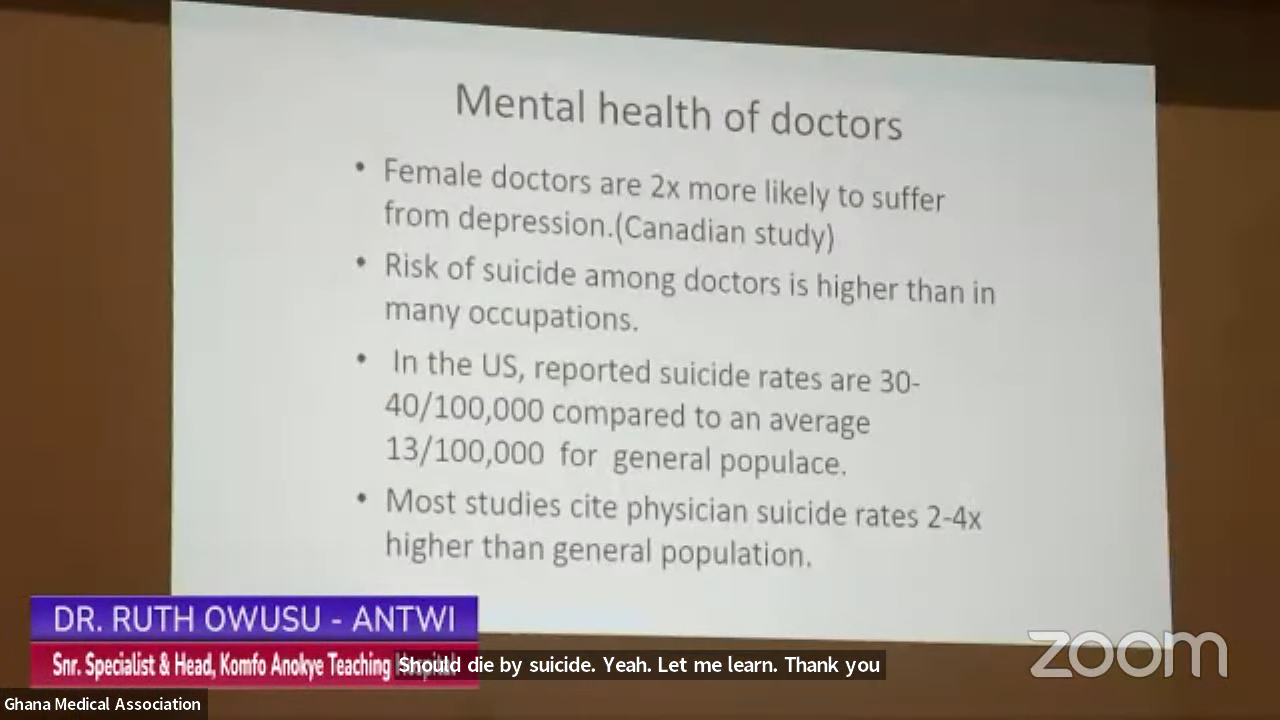 Mental health of doctors
• Female doctors are 2x more likely to suffer
from depression.(Canadian study)
• Risk of suicide among doctors is higher than in
many occupations.
• In the US, reported suicide rates are 30-
40/100,000 compared to an average
13/100,000 for general populace.
• Most studies cite physician suicide rates 2-4x
higher than general population.
DR. RUTH OWUSU - ANTWI
Snr. Specialist & Head, Komfo Anokye Teaching Hospital
Should die by suicide. Yeah. Let me learn. Thank you
zoom
Ghana Medical Association